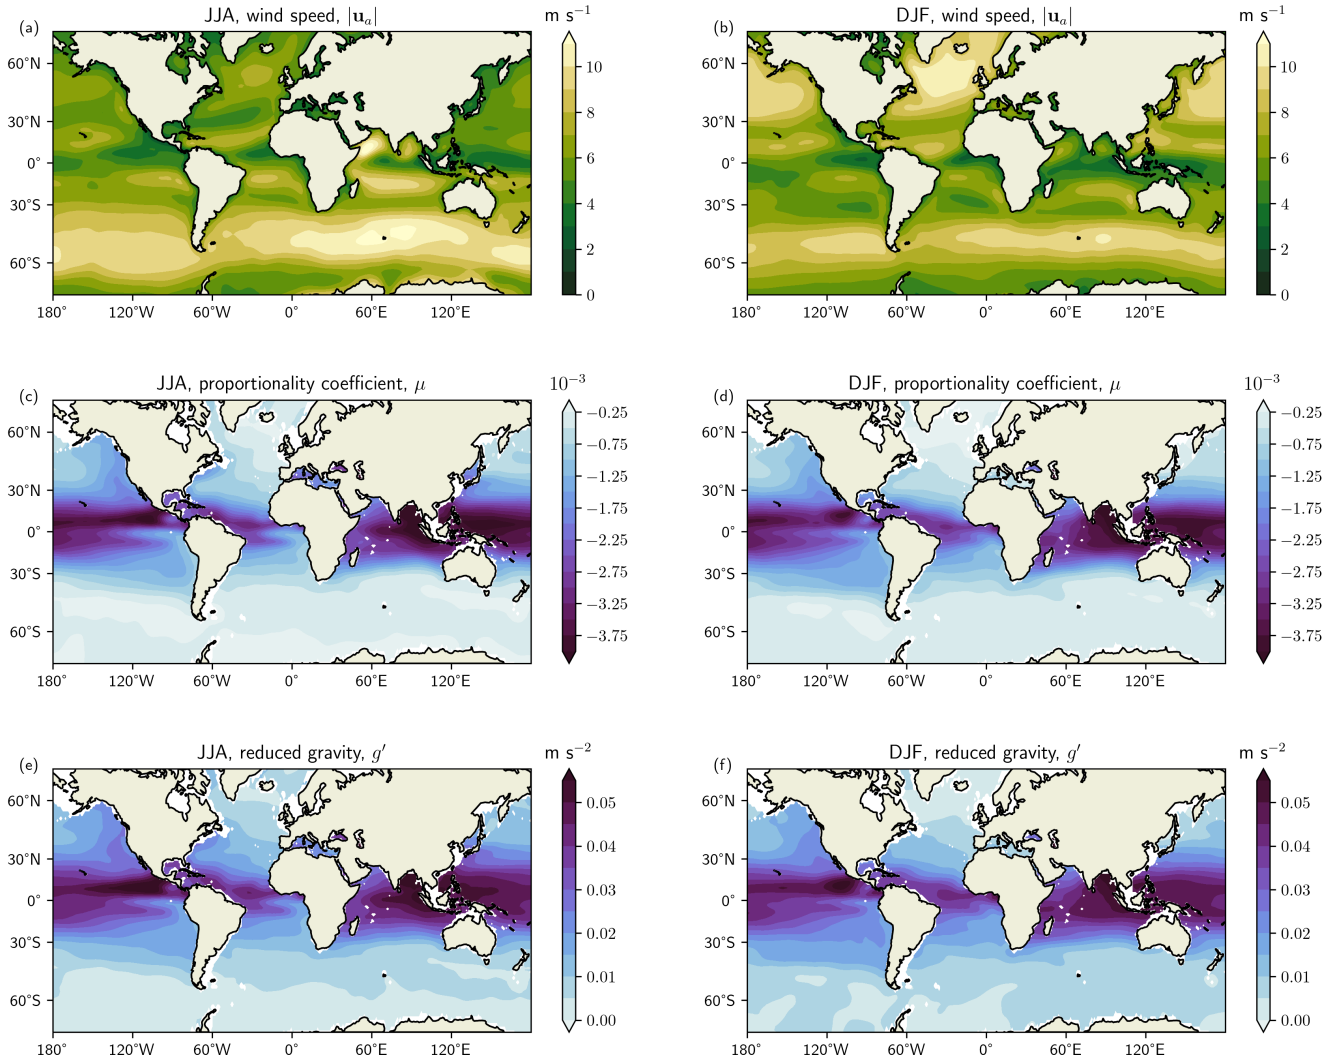 (a) JJA, wind speed, |u_a| m s⁻¹
60°N
30°N
0°
30°S
60°S
180° 120°W 60°W 0° 60°E 120°E
10
8
6
4
2
0
(b) DJF, wind speed, |u_a| m s⁻¹
60°N
30°N
0°
30°S
60°S
180° 120°W 60°W 0° 60°E 120°E
10
8
6
4
2
0
(c) JJA, proportionality coefficient, μ 10⁻³
60°N
30°N
0°
30°S
60°S
180° 120°W 60°W 0° 60°E 120°E
−0.25
−0.75
−1.25
−1.75
−2.25
−2.75
−3.25
−3.75
(d) DJF, proportionality coefficient, μ 10⁻³
60°N
30°N
0°
30°S
60°S
180° 120°W 60°W 0° 60°E 120°E
−0.25
−0.75
−1.25
−1.75
−2.25
−2.75
−3.25
−3.75
(e) JJA, reduced gravity, g′ m s⁻²
60°N
30°N
0°
30°S
60°S
180° 120°W 60°W 0° 60°E 120°E
0.05
0.04
0.03
0.02
0.01
0.00
(f) DJF, reduced gravity, g′ m s⁻²
60°N
30°N
0°
30°S
60°S
180° 120°W 60°W 0° 60°E 120°E
0.05
0.04
0.03
0.02
0.01
0.00